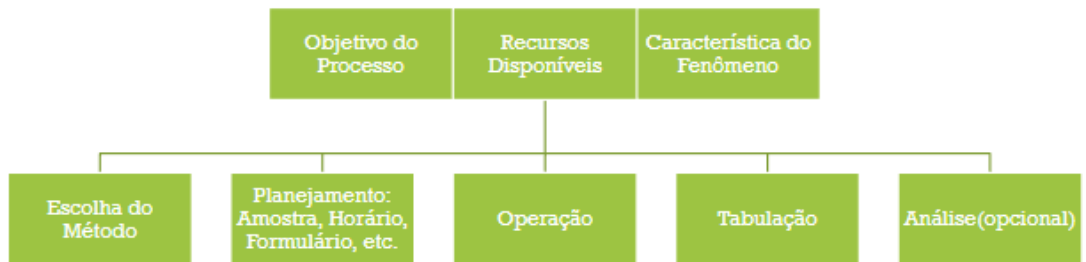 Objetivo do
Processo
Recursos
Disponíveis
Característica do
Fenômeno
Escolha do
Método
Planejamento:
Amostra, Horário,
Formulário, etc.
Operação
Tabulação
Análise(opcional)